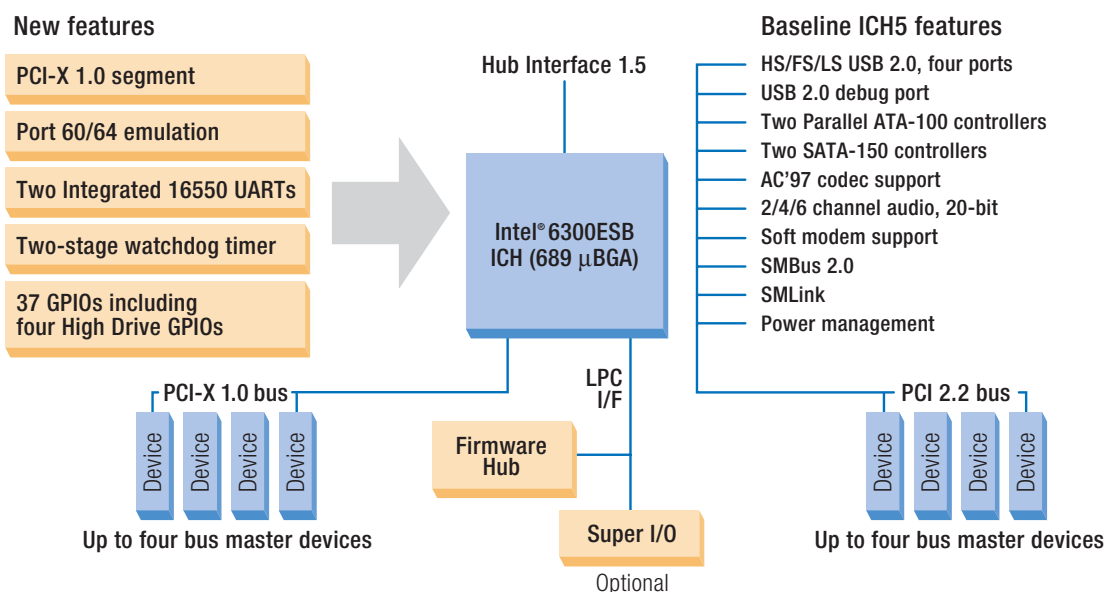 New features
PCI-X 1.0 segment
Port 60/64 emulation
Two Integrated 16550 UARTs
Two-stage watchdog timer
37 GPIOs including
four High Drive GPIOs
Hub Interface 1.5
Intel® 6300ESB
ICH (689 µBGA)
Baseline ICH5 features
HS/FS/LS USB 2.0, four ports
USB 2.0 debug port
Two Parallel ATA-100 controllers
Two SATA-150 controllers
AC'97 codec support
2/4/6 channel audio, 20-bit
Soft modem support
SMBus 2.0
SMLink
Power management
PCI-X 1.0 bus
Device
Device
Device
Device
Up to four bus master devices
LPC
I/F
Firmware
Hub
Super I/O
Optional
PCI 2.2 bus
Device
Device
Device
Device
Up to four bus master devices